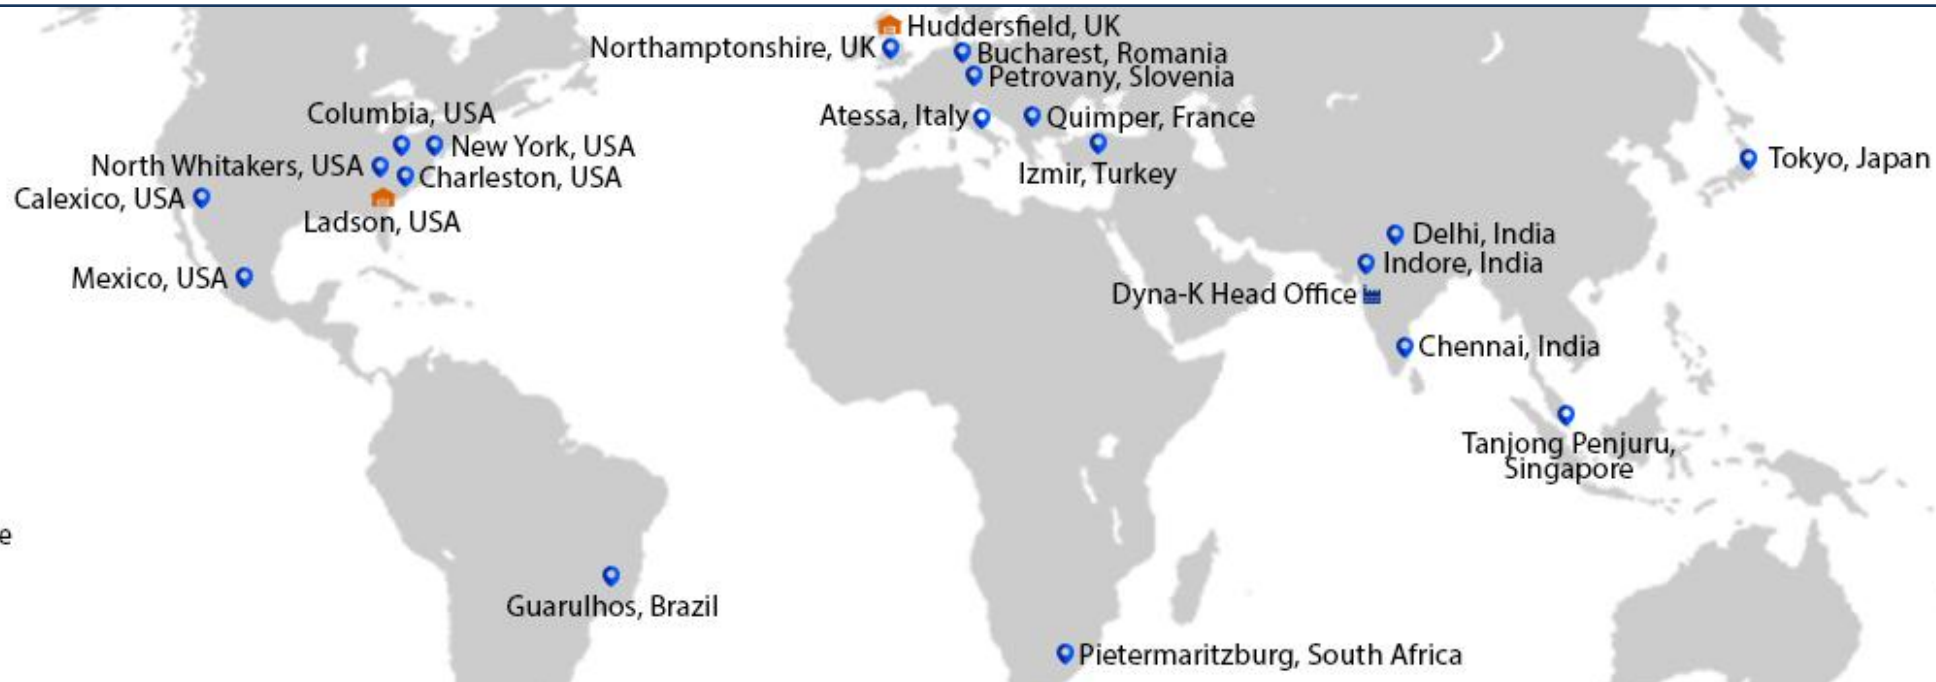 Huddersfield, UK
Northamptonshire, UK
Bucharest, Romania
Petrovany, Slovenia
Columbia, USA
Atessa, Italy
Quimper, France
New York, USA
Tokyo, Japan
North Whitakers, USA
Izmir, Turkey
Charleston, USA
Calexico, USA
Ladson, USA
Delhi, India
Indore, India
Mexico, USA
Dyna-K Head Office
Chennai, India
Tanjong Penjuru,
Singapore
e
Guarulhos, Brazil
Pietermaritzburg, South Africa